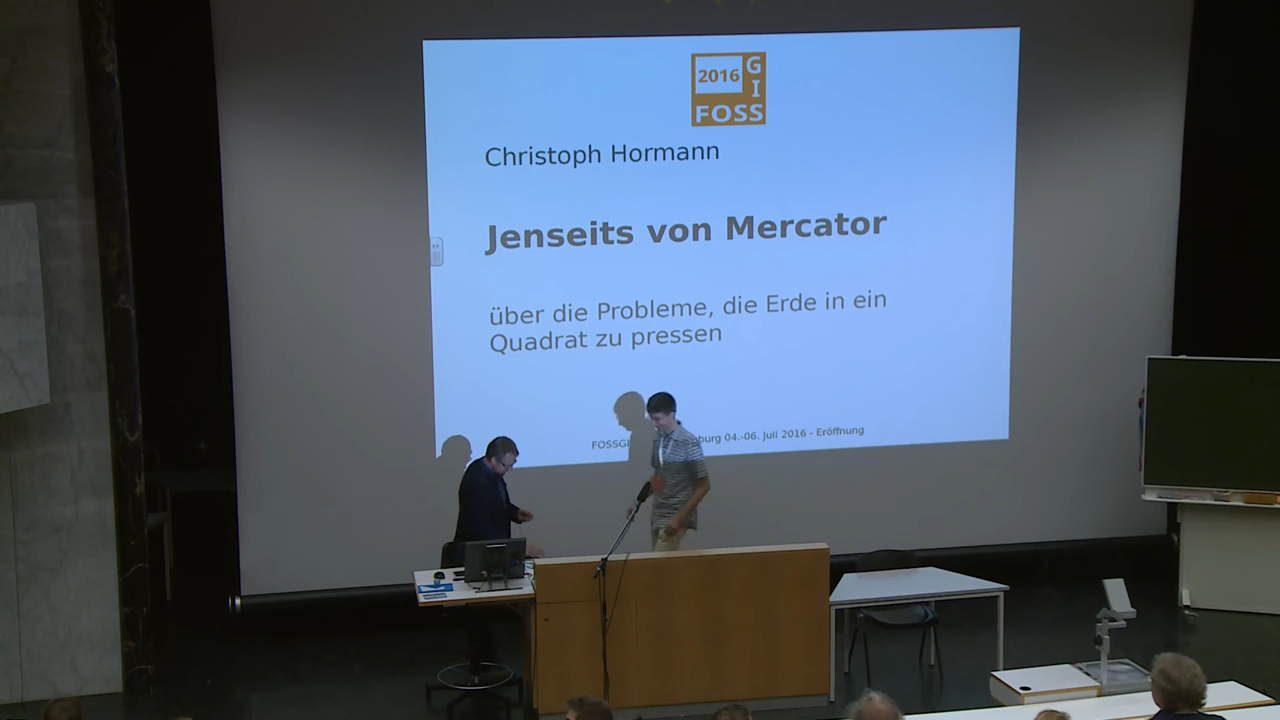 2016
G
I
FOSS
Christoph Hormann
Jenseits von Mercator
über die Probleme, die Erde in ein
Quadrat zu pressen
04.-06. Juli 2016 - Eröffnung